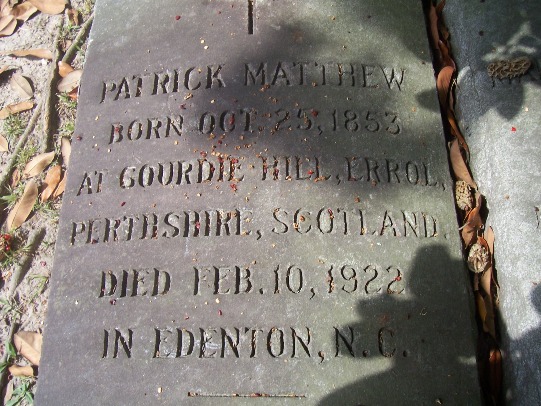 PATRICK MATTHEW
BORN OCT. 25, 1853
AT GOURDIE HILL, ERROL,
PERTHSHIRE, SCOTLAND.
DIED FEB. 10, 1922
IN EDENTON, N. C.